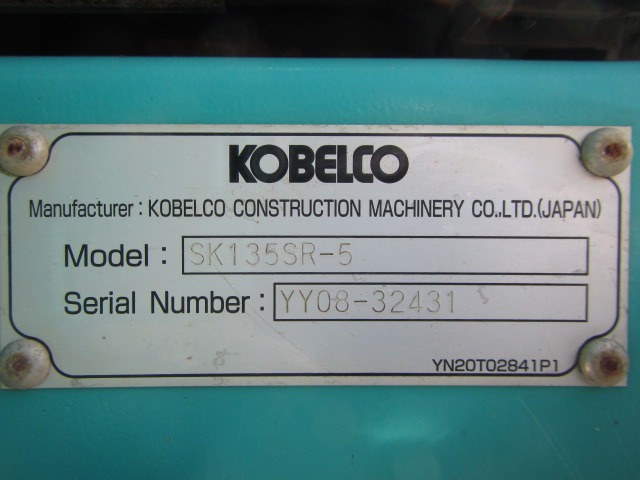 KOBELCO
Manufacturer : KOBELCO CONSTRUCTION MACHINERY CO.,LTD.(JAPAN)
Model : SK135SR-5
Serial Number : YY08-32431
YN20T02841P1